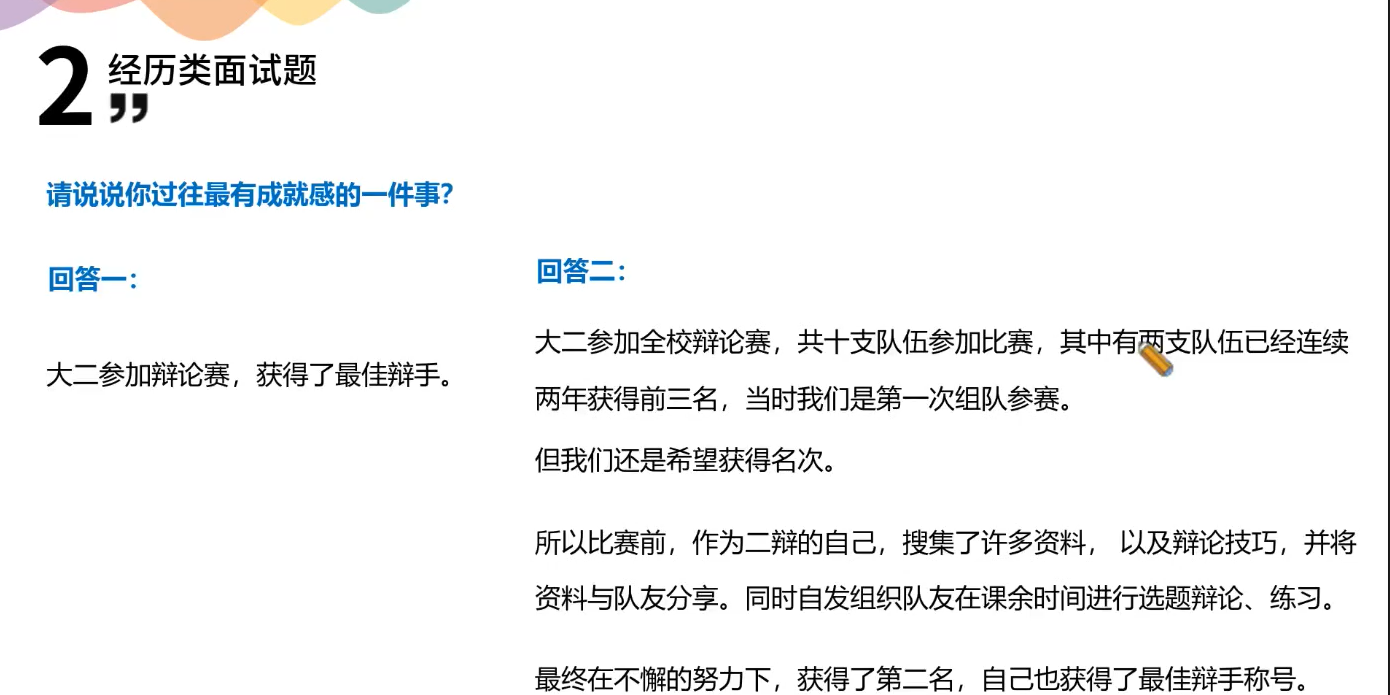 2 经历类面试题
”
请说说你过往最有成就感的一件事?
回答一：
大二参加辩论赛，获得了最佳辩手。
回答二：
大二参加全校辩论赛，共十支队伍参加比赛，其中有两支队伍已经连续
两年获得前三名，当时我们是第一次组队参赛。
但我们还是希望获得名次。
所以比赛前，作为二辩的自己，搜集了许多资料， 以及辩论技巧，并将
资料与队友分享。同时自发组织队友在课余时间进行选题辩论、练习。
最终在不懈的努力下，获得了第二名，自己也获得了最佳辩手称号。